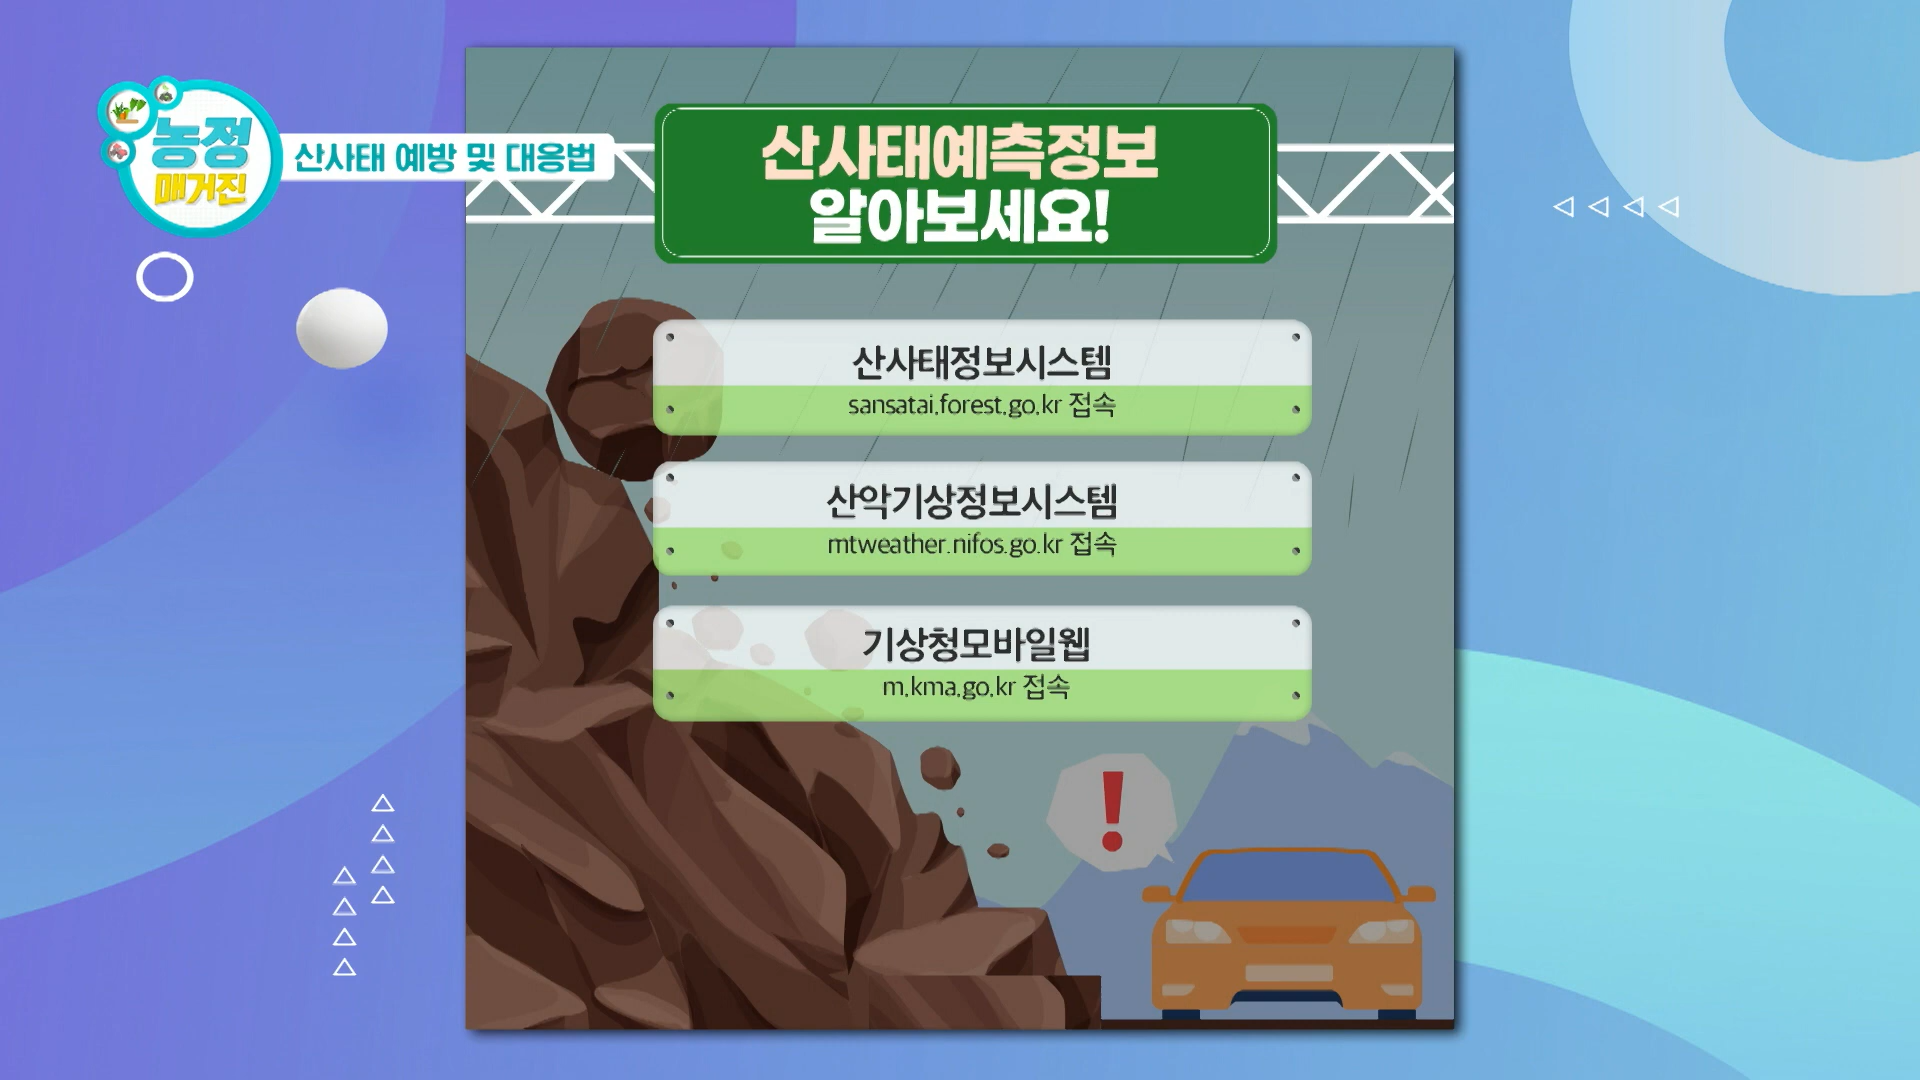 농정
매거진
산사태 예방 및 대응법
산사태예측정보
알아보세요!
산사태정보시스템
sansatai.forest.go.kr 접속
산악기상정보시스템
mtweather.nifos.go.kr 접속
!
기상청모바일웹
m.kma.go.kr 접속